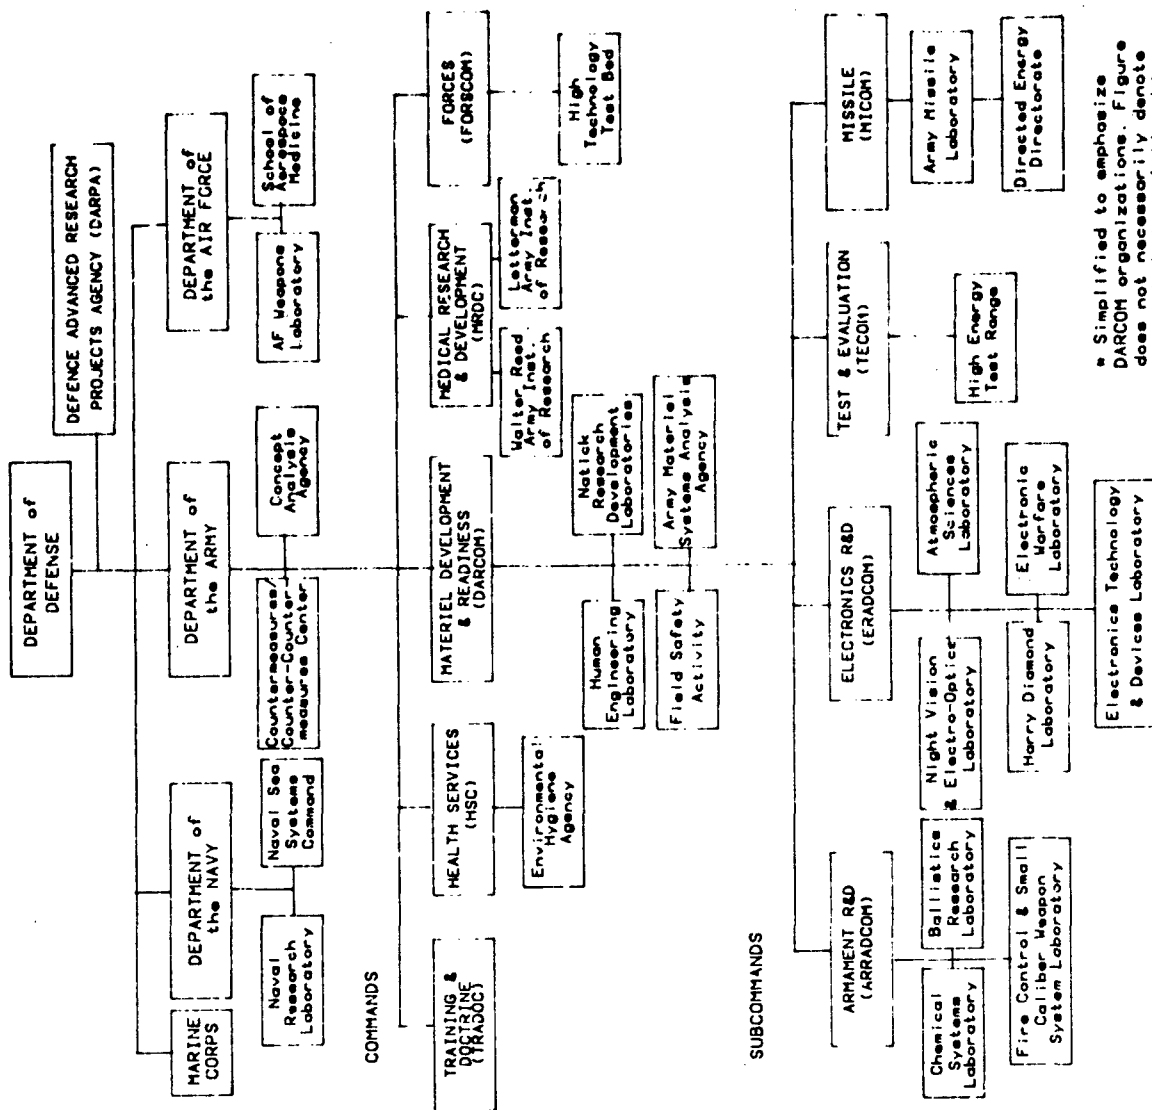 DEPARTMENT of
DEFENSE
DEFENCE ADVANCED RESEARCH
PROJECTS AGENCY (DARPA)
MARINE
CORPS
DEPARTMENT of
the NAVY
DEPARTMENT of
the ARMY
DEPARTMENT of
the AIR FORCE
Naval
Research
Laboratory
Naval Sea
Systems
Command
Countermeasures/
Counter-Counter
measures Center
Concept
Analysis
Agency
AF Weapons
Laboratory
School of
Aerospace
Medicine
COMMANDS
TRAINING &
DOCTRINE
(TRADOC)
HEALTH SERVICES
(HSC)
MATERIEL DEVELOPMENT
& READINESS
(DARCOM)
MEDICAL RESEARCH
& DEVELOPMENT
(MRDC)
FORCES
(FORSCOM)
Environmental
Hygiene
Agency
Walter Reed
Army Inst.
of Research
Letterman
Army Inst.
of Research
High
Technology
Test Bed
Human
Engineering
Laboratory
Natick
Research
Development
Laboratories
Field Safety
Activity
Army Materiel
Systems Analysis
Agency
SUBCOMMANDS
ARMAMENT R&D
(ARRADCOM)
ELECTRONICS R&D
(ERADCOM)
TEST & EVALUATION
(TECOM)
MISSILE
(MICOM)
Chemical
Systems
Laboratory
Ballistics
Research
Laboratory
Night Vision
& Electro-Optics
Laboratory
Atmospheric
Sciences
Laboratory
High Energy
Test Range
Army Missile
Laboratory
Fire Control & Small
Caliber Weapon
System Laboratory
Harry Diamond
Laboratory
Electronic
Warfare
Laboratory
Directed Energy
Directorate
Electronics Technology
& Devices Laboratory
* Simplified to emphasize
DARCOM organizations. Figure
does not necessarily denote